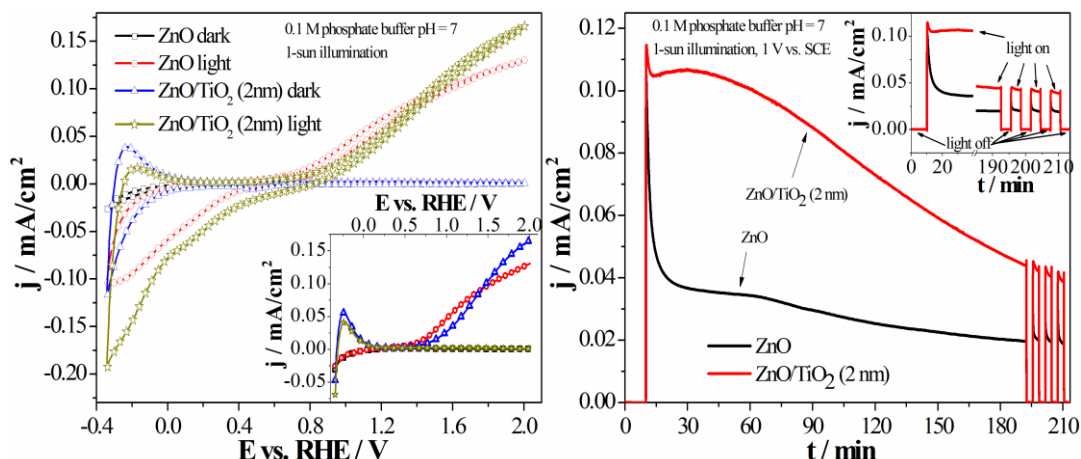 0.1 M phosphate buffer pH = 7
1-sun illumination
ZnO dark
ZnO light
ZnO/TiO2 (2nm) dark
ZnO/TiO2 (2nm) light
j / mA/cm2
0.15
0.10
0.05
0.00
-0.05
-0.10
-0.15
-0.20
-0.4 0.0 0.4 0.8 1.2 1.6 2.0
E vs. RHE / V
E vs. RHE / V
0.0 0.5 1.0 1.5 2.0
j / mA/cm2
0.15
0.10
0.05
0.00
-0.05
0.1 M phosphate buffer pH = 7
1-sun illumination, 1 V vs. SCE
j / mA/cm2
0.12
0.10
0.08
0.06
0.04
0.02
0.00
0 30 60 90 120 150 180 210
t / min
ZnO/TiO2 (2 nm)
ZnO
ZnO
ZnO/TiO2 (2 nm)
j / mA/cm2
0.15
0.10
0.05
0.00
light on
light off
0 20 190 200 210
t / min